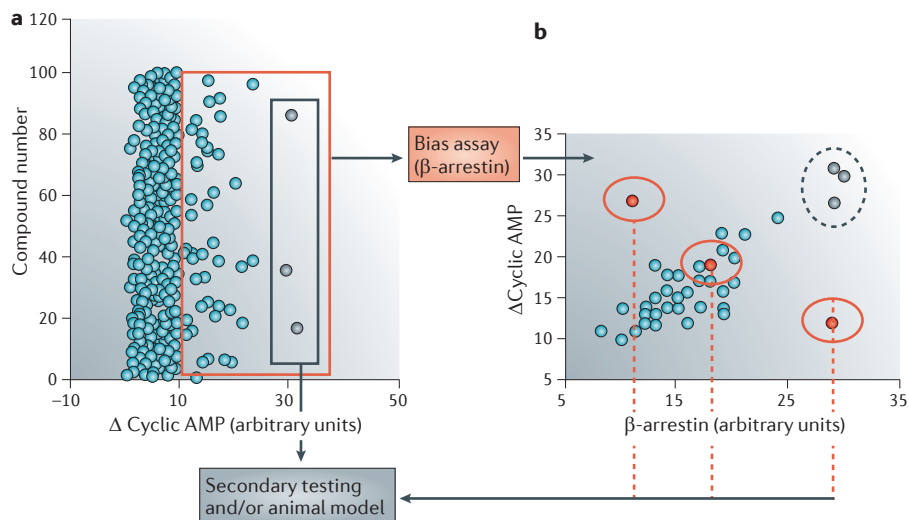 a
120
100
80
60
40
20
0
Compound number
−10
10
30
50
Δ Cyclic AMP (arbitrary units)
Bias assay
(β-arrestin)
b
35
30
25
20
15
10
5
ΔCyclic AMP
5
15
25
35
β-arrestin (arbitrary units)
Secondary testing
and/or animal model